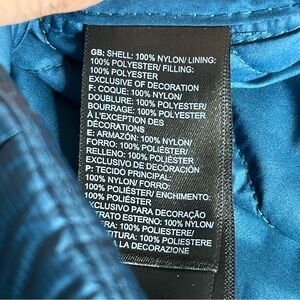 GB: SHELL: 100% NYLON/ LINING:
100% POLYESTER/ FILLING:
100% POLYESTER
EXCLUSIVE OF DECORATION
F: COQUE: 100% NYLON/
DOUBLURE: 100% POLYESTER/
BOURRAGE: 100% POLYESTER/
À L'EXCEPTION DES
DÉCORATIONS
E: ARMAZÓN: 100% NYLON/
FORRO: 100% POLIÉSTER/
RELLENO: 100% POLIÉSTER
EXCLUSIVO DE DECORACIÓN
P: TECIDO PRINCIPAL:
100% NYLON/ FORRO:
100% POLIÉSTER/ ENCHIMENTO:
100% POLIÉSTER
EXCLUSIVO PARA DECORAÇÃO
STRATO ESTERNO: 100% NYLON/
100% POLIESTERE/
TITURA: 100% POLIESTERE
A LA DECORAZIONE